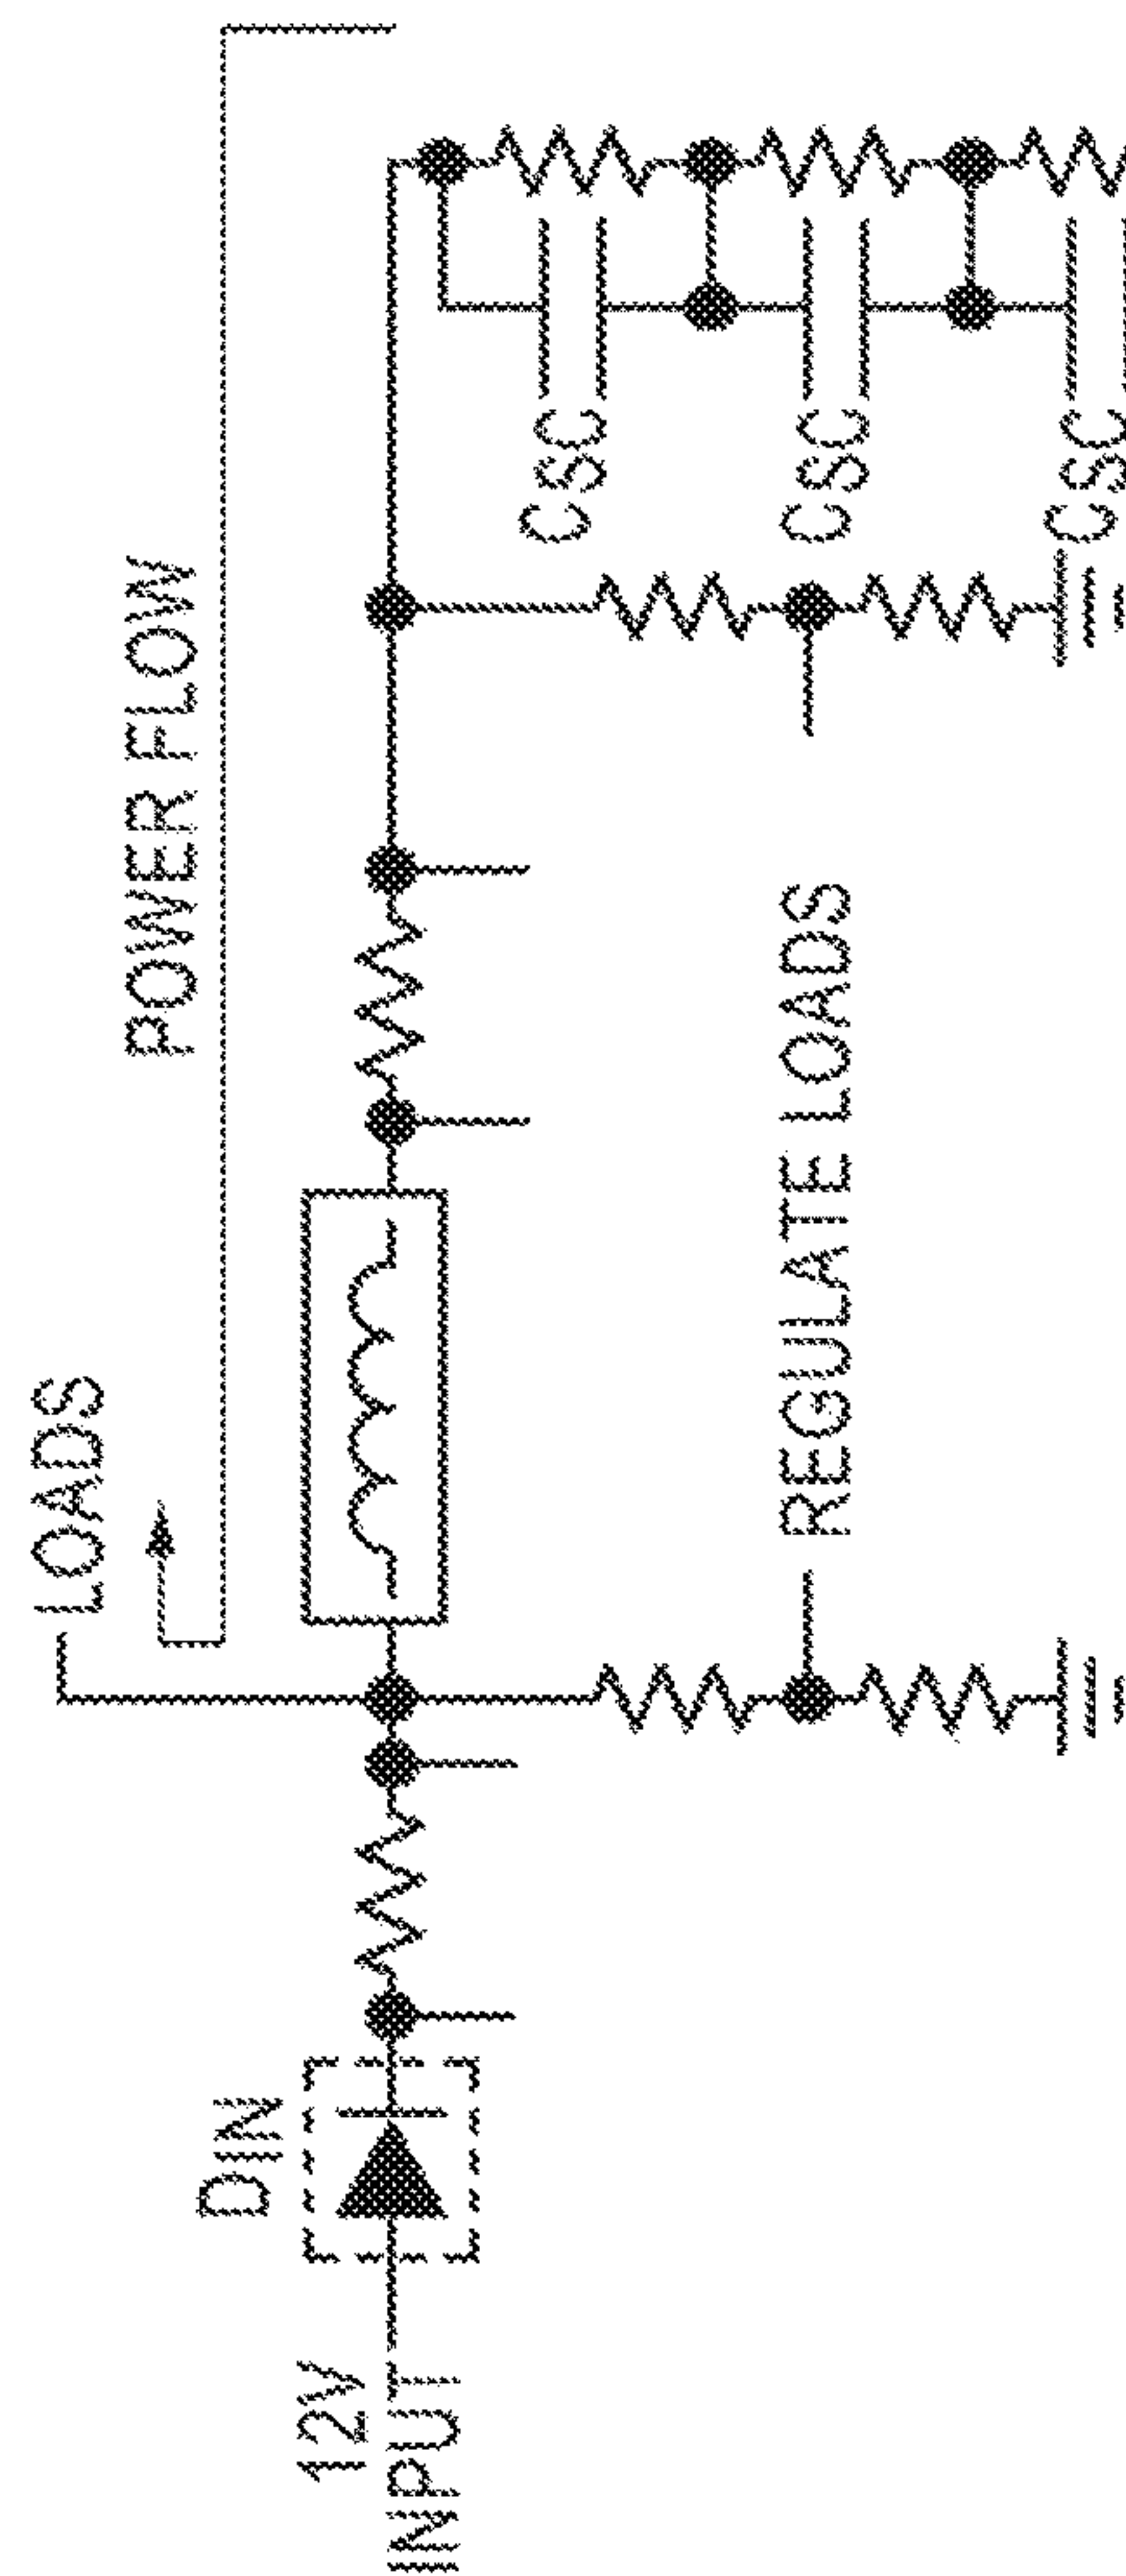 LOADS
POWER FLOW
DIN
12V
INPUT
REGULATE LOADS
CSC
CSC
CSC